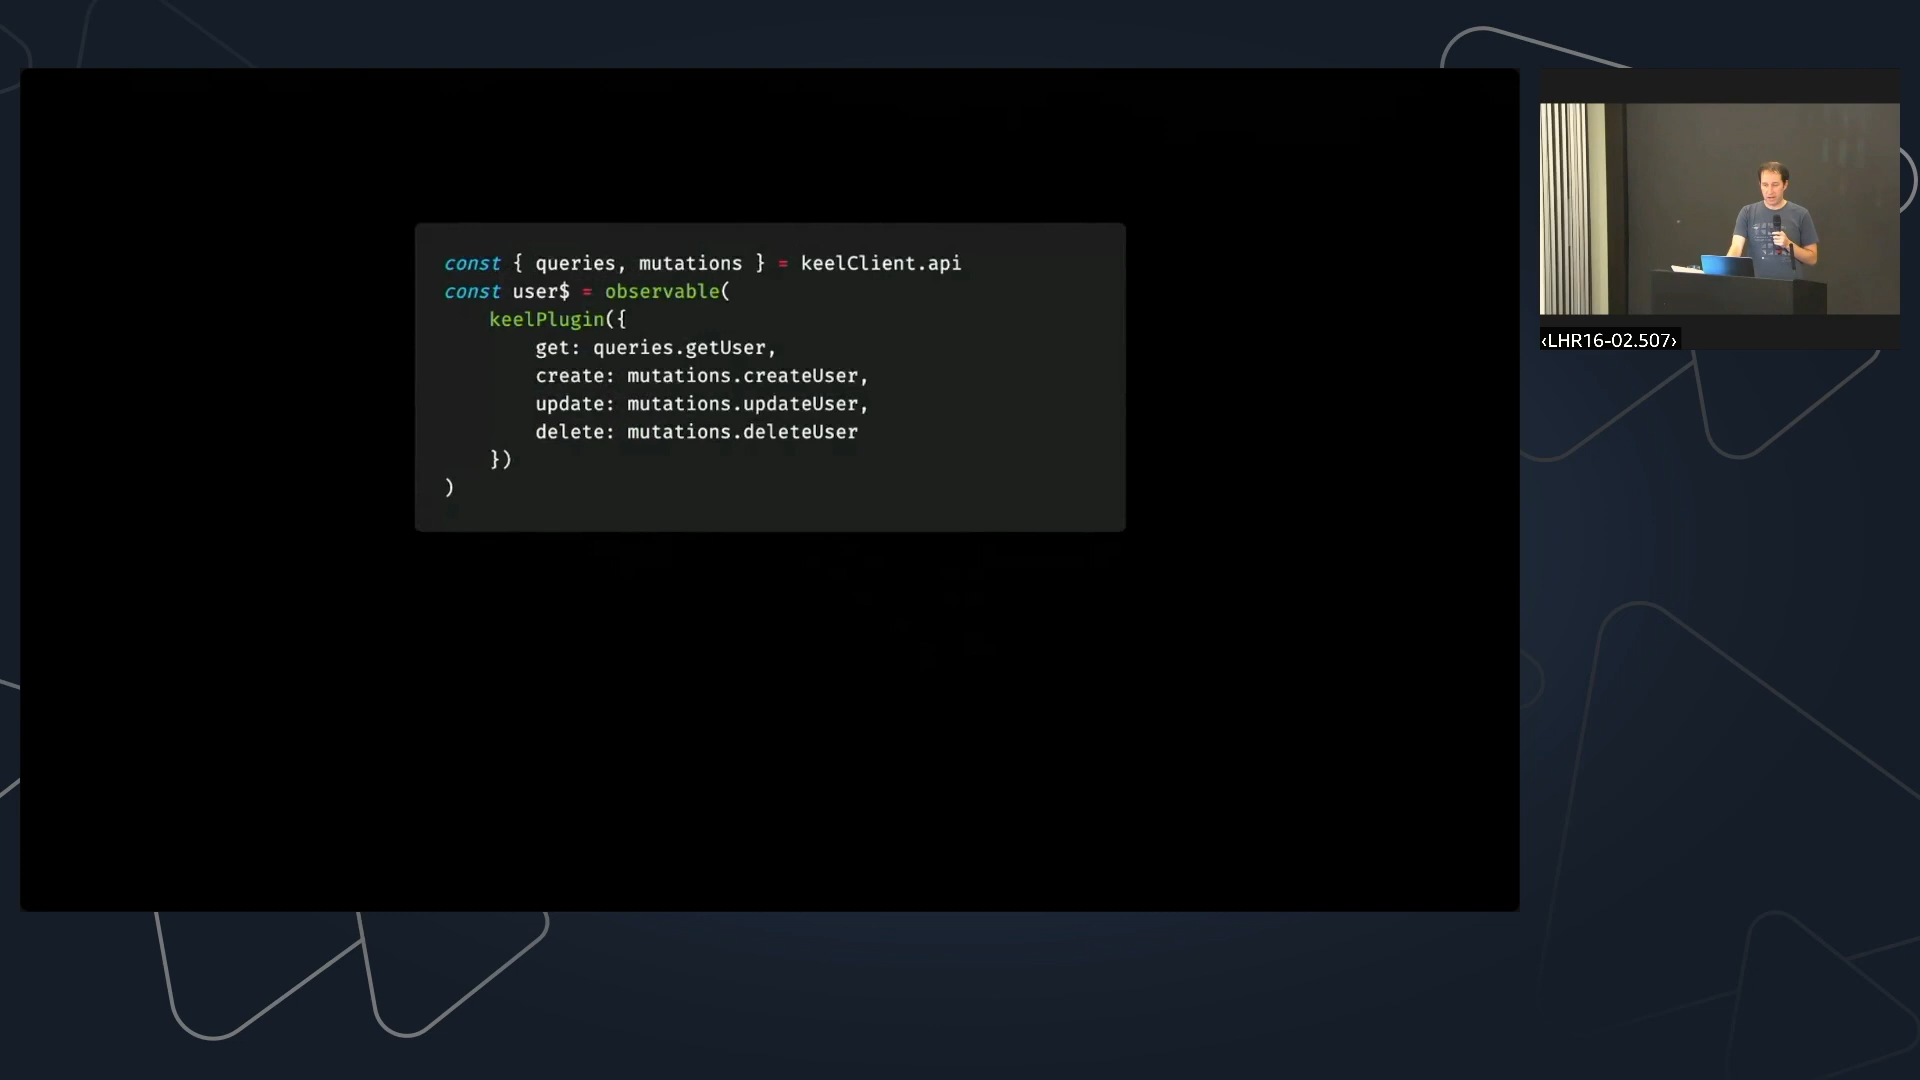 const { queries, mutations } = keelClient.api
const user$ = observable(
    keelPlugin({
        get: queries.getUser,
        create: mutations.createUser,
        update: mutations.updateUser,
        delete: mutations.deleteUser
    })
)
‹LHR16-02.507›